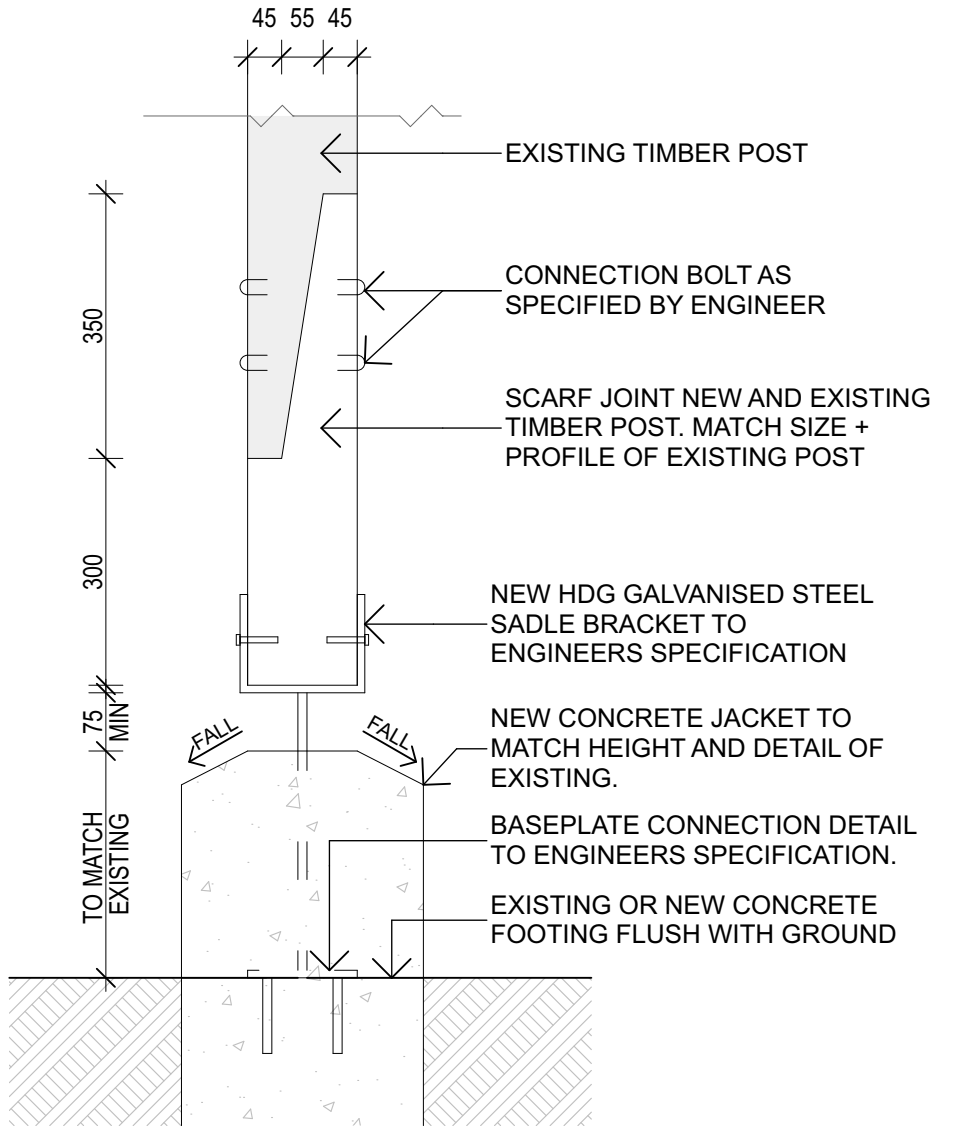 45 55 45
EXISTING TIMBER POST
CONNECTION BOLT AS
SPECIFIED BY ENGINEER
350
SCARF JOINT NEW AND EXISTING
TIMBER POST. MATCH SIZE +
PROFILE OF EXISTING POST
300
NEW HDG GALVANISED STEEL
SADLE BRACKET TO
ENGINEERS SPECIFICATION
75
MIN
FALL
FALL
NEW CONCRETE JACKET TO
MATCH HEIGHT AND DETAIL OF
EXISTING.
TO MATCH
EXISTING
BASEPLATE CONNECTION DETAIL
TO ENGINEERS SPECIFICATION.
EXISTING OR NEW CONCRETE
FOOTING FLUSH WITH GROUND